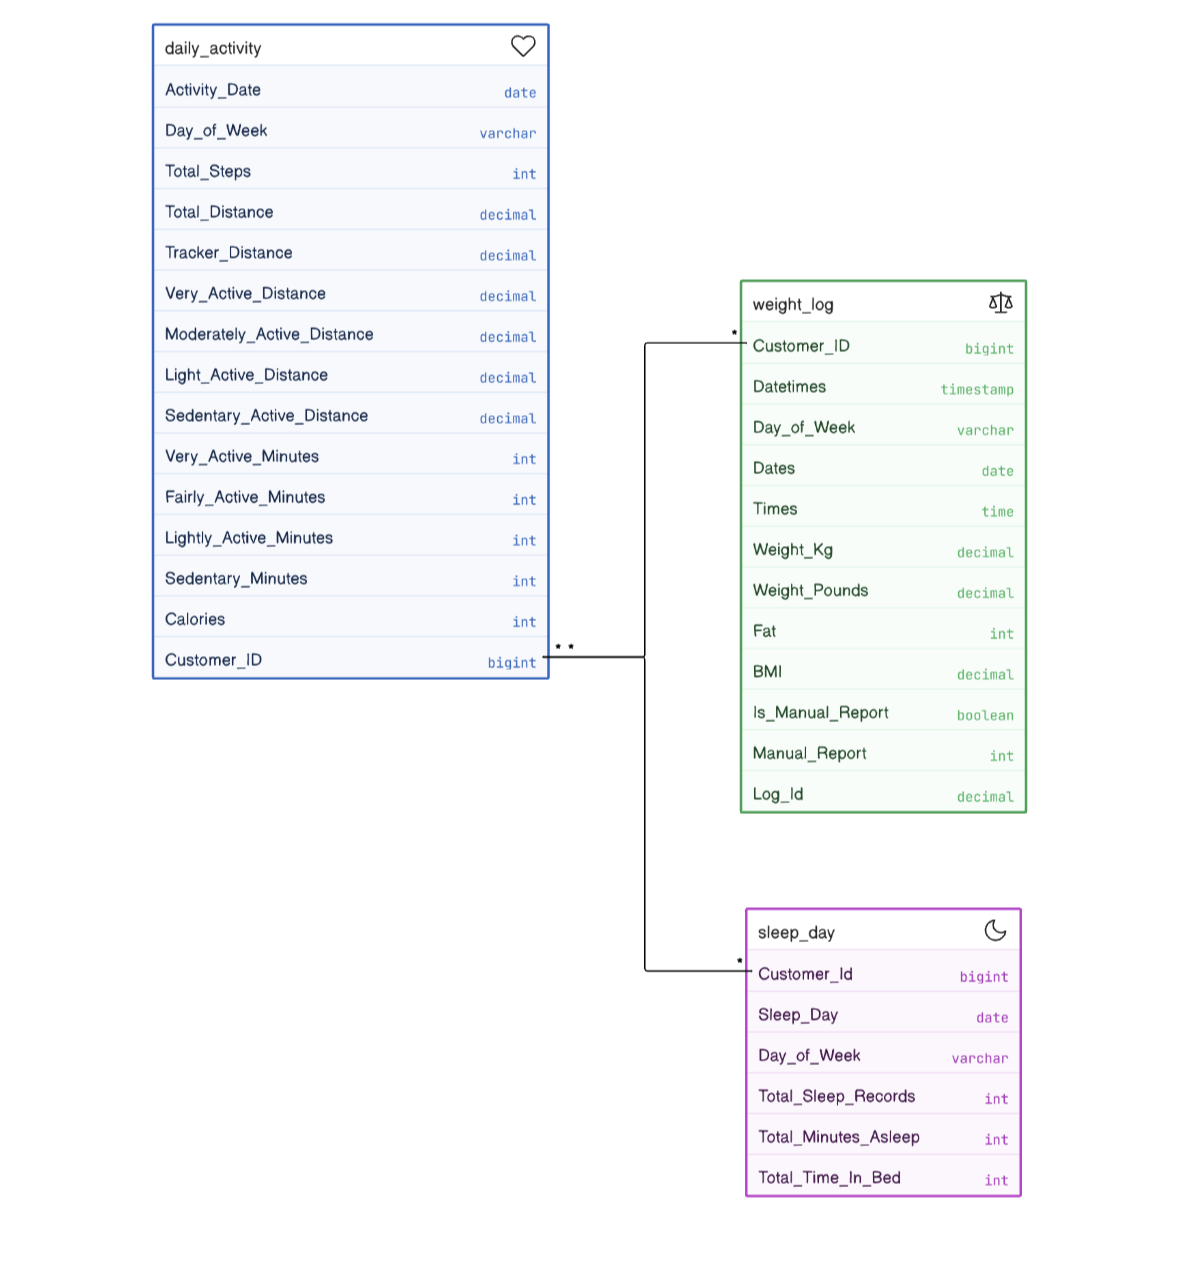 daily_activity
Activity_Date date
Day_of_Week varchar
Total_Steps int
Total_Distance decimal
Tracker_Distance decimal
Very_Active_Distance decimal
Moderately_Active_Distance decimal
Light_Active_Distance decimal
Sedentary_Active_Distance decimal
Very_Active_Minutes int
Fairly_Active_Minutes int
Lightly_Active_Minutes int
Sedentary_Minutes int
Calories int
Customer_ID bigint
* *
weight_log
*
Customer_ID bigint
Datetimes timestamp
Day_of_Week varchar
Dates date
Times time
Weight_Kg decimal
Weight_Pounds decimal
Fat int
BMI decimal
Is_Manual_Report boolean
Manual_Report int
Log_Id decimal
sleep_day
*
Customer_Id bigint
Sleep_Day date
Day_of_Week varchar
Total_Sleep_Records int
Total_Minutes_Asleep int
Total_Time_In_Bed int